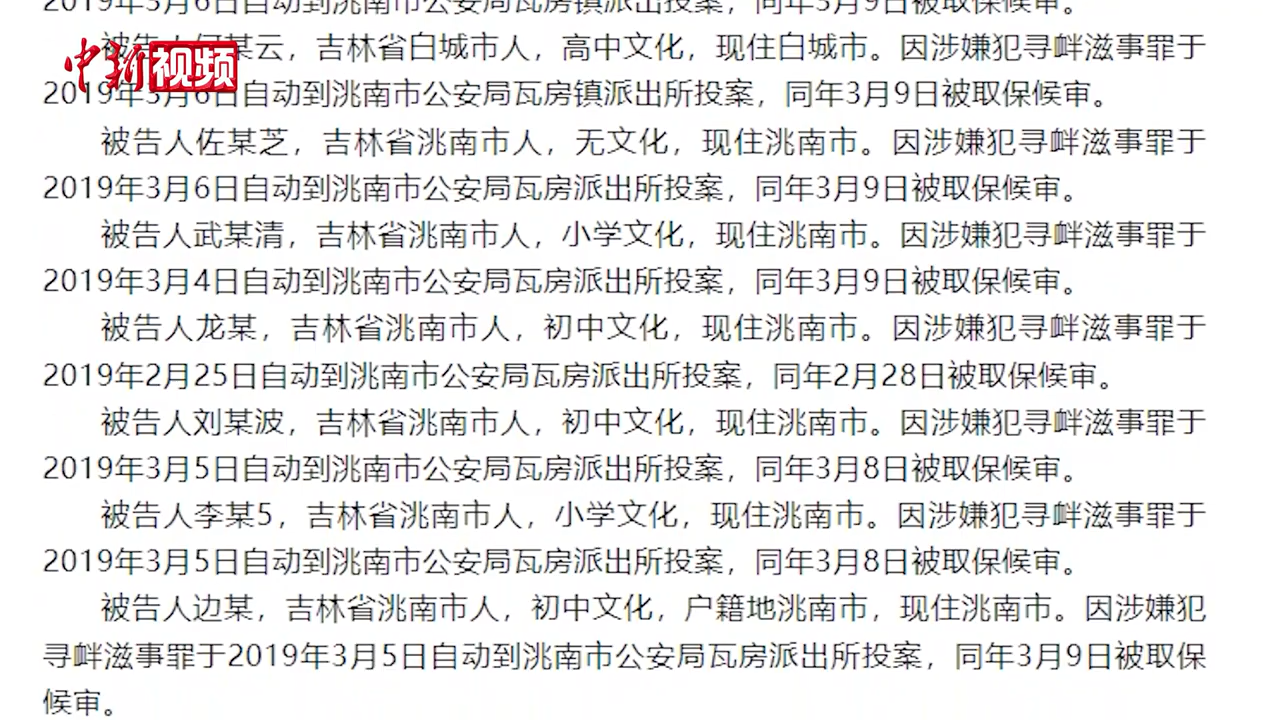 2019年3月6日自动到洮南市公安局瓦房镇派出所投案，同年3月9日被取保候审。
中新视频
被告人何某云，吉林省白城市人，高中文化，现住白城市。因涉嫌犯寻衅滋事罪于
2019年3月6日自动到洮南市公安局瓦房镇派出所投案，同年3月9日被取保候审。
被告人佐某芝，吉林省洮南市人，无文化，现住洮南市。因涉嫌犯寻衅滋事罪于
2019年3月6日自动到洮南市公安局瓦房派出所投案，同年3月9日被取保候审。
被告人武某清，吉林省洮南市人，小学文化，现住洮南市。因涉嫌犯寻衅滋事罪于
2019年3月4日自动到洮南市公安局瓦房派出所投案，同年3月9日被取保候审。
被告人龙某，吉林省洮南市人，初中文化，现住洮南市。因涉嫌犯寻衅滋事罪于
2019年2月25日自动到洮南市公安局瓦房派出所投案，同年2月28日被取保候审。
被告人刘某波，吉林省洮南市人，初中文化，现住洮南市。因涉嫌犯寻衅滋事罪于
2019年3月5日自动到洮南市公安局瓦房派出所投案，同年3月8日被取保候审。
被告人李某5，吉林省洮南市人，小学文化，现住洮南市。因涉嫌犯寻衅滋事罪于
2019年3月5日自动到洮南市公安局瓦房派出所投案，同年3月8日被取保候审。
被告人边某，吉林省洮南市人，初中文化，户籍地洮南市，现住洮南市。因涉嫌犯
寻衅滋事罪于2019年3月5日自动到洮南市公安局瓦房派出所投案，同年3月9日被取保
候审。